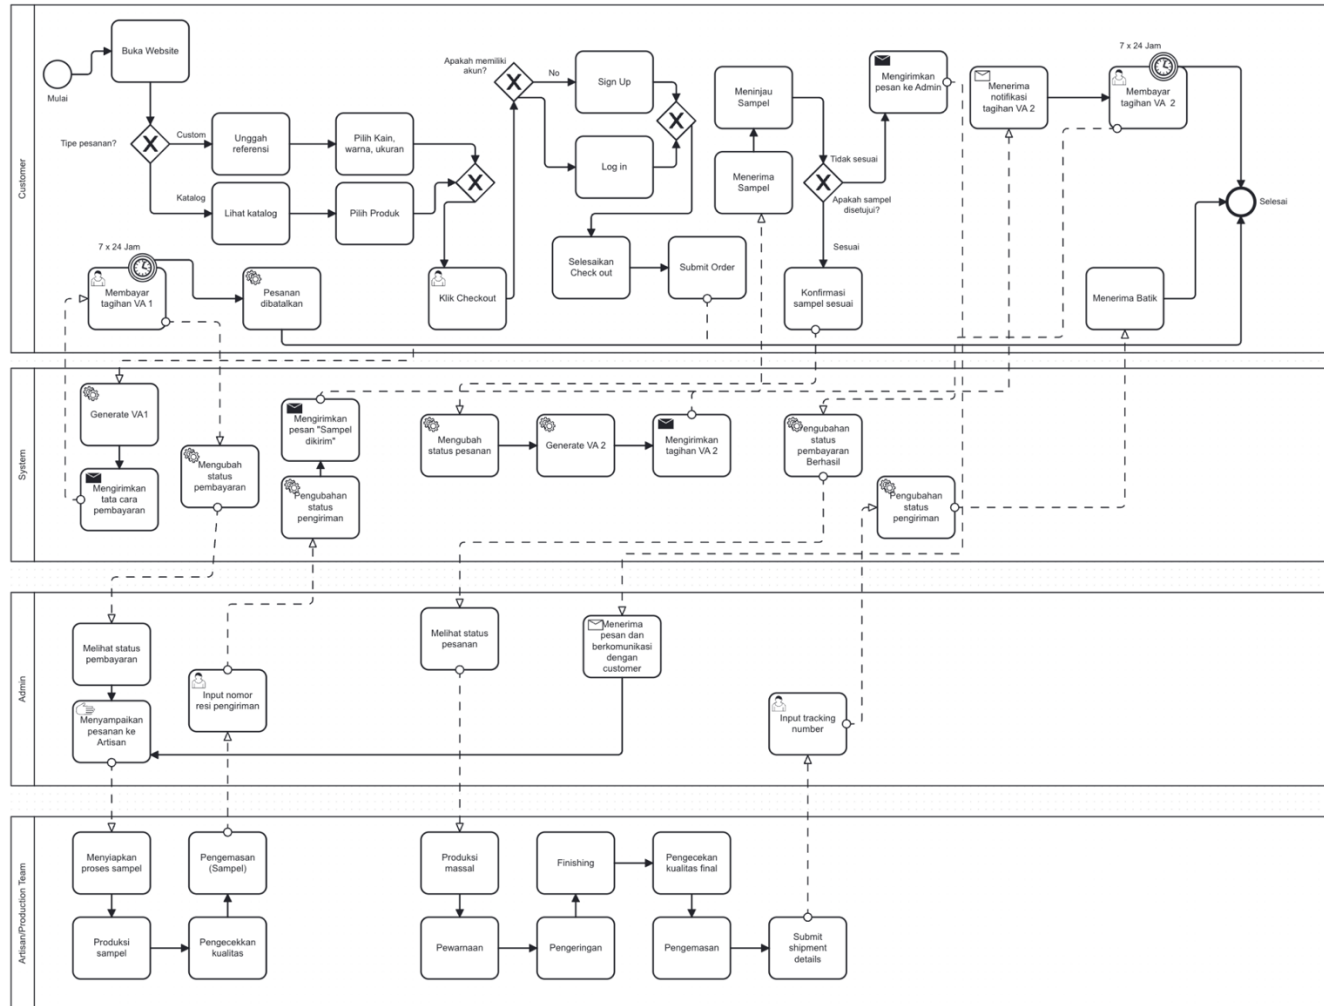 Customer
Mulai
Buka Website
Tipe pesanan?
Custom
Unggah
referensi
Pilih Kain,
warna, ukuran
Katalog
Lihat katalog
Pilih Produk
Klik Checkout
Apakah memiliki
akun?
No
Sign Up
Log in
Selesaikan
Check out
Submit Order
Meninjau
Sampel
Menerima
Sampel
Tidak sesuai
Apakah sampel
disetujui?
Sesuai
Konfirmasi
sampel sesuai
Mengirimkan
pesan ke Admin
Menerima
notifikasi
tagihan VA 2
7 x 24 Jam
Membayar
tagihan VA 2
Selesai
Menerima Batik
7 x 24 Jam
Membayar
tagihan VA 1
Pesanan
dibatalkan
System
Generate VA1
Mengirimkan
tata cara
pembayaran
Mengubah
status
pembayaran
Mengirimkan
pesan "Sampel
dikirim"
Pengubahan
status
pengiriman
Mengubah
status pesanan
Generate VA 2
Mengirimkan
tagihan VA 2
Pengubahan
status
pembayaran
Berhasil
Pengubahan
status
pengiriman
Admin
Melihat status
pembayaran
Menyampaikan
pesanan ke
Artisan
Input nomor
resi pengiriman
Melihat status
pesanan
Menerima
pesan dan
berkomunikasi
dengan
customer
Input tracking
number
Artisan/Production Team
Menyiapkan
proses sampel
Produksi
sampel
Pengemasan
(Sampel)
Pengecekkan
kualitas
Produksi
massal
Pewarnaan
Finishing
Pengeringan
Pengecekan
kualitas final
Pengemasan
Submit
shipment
details